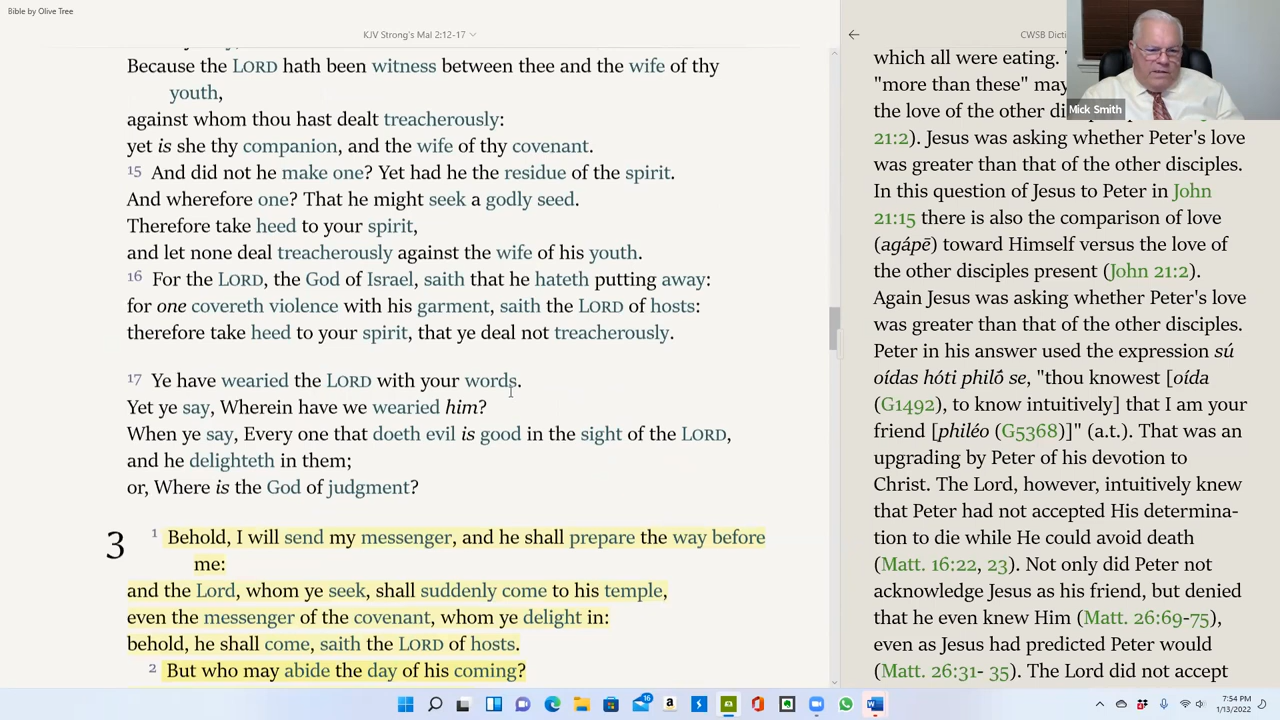 Bible by Olive Tree
KJV Strong's Mal 2:12-17
Because the LORD hath been witness between thee and the wife of thy
youth,
against whom thou hast dealt treacherously:
yet is she thy companion, and the wife of thy covenant.
15 And did not he make one? Yet had he the residue of the spirit.
And wherefore one? That he might seek a godly seed.
Therefore take heed to your spirit,
and let none deal treacherously against the wife of his youth.
16 For the LORD, the God of Israel, saith that he hateth putting away:
for one covereth violence with his garment, saith the LORD of hosts:
therefore take heed to your spirit, that ye deal not treacherously.
17 Ye have wearied the LORD with your words.
Yet ye say, Wherein have we wearied him?
When ye say, Every one that doeth evil is good in the sight of the LORD,
and he delighteth in them;
or, Where is the God of judgment?
3 1 Behold, I will send my messenger, and he shall prepare the way before
me:
and the Lord, whom ye seek, shall suddenly come to his temple,
even the messenger of the covenant, whom ye delight in:
behold, he shall come, saith the LORD of hosts.
2 But who may abide the day of his coming?
CWSB Dicti
which all were eating.
"more than these" may
the love of the other di
Mick Smith
21:2). Jesus was asking whether Peter's love
was greater than that of the other disciples.
In this question of Jesus to Peter in John
21:15 there is also the comparison of love
(agápē) toward Himself versus the love of
the other disciples present (John 21:2).
Again Jesus was asking whether Peter's love
was greater than that of the other disciples.
Peter in his answer used the expression sú
oídas hóti philṓ se, "thou knowest [oída
(G1492), to know intuitively] that I am your
friend [philéo (G5368)]" (a.t.). That was an
upgrading by Peter of his devotion to
Christ. The Lord, however, intuitively knew
that Peter had not accepted His determina-
tion to die while He could avoid death
(Matt. 16:22, 23). Not only did Peter not
acknowledge Jesus as his friend, but denied
that he even knew Him (Matt. 26:69-75),
even as Jesus had predicted Peter would
(Matt. 26:31- 35). The Lord did not accept
16
7:54 PM
1/13/2022